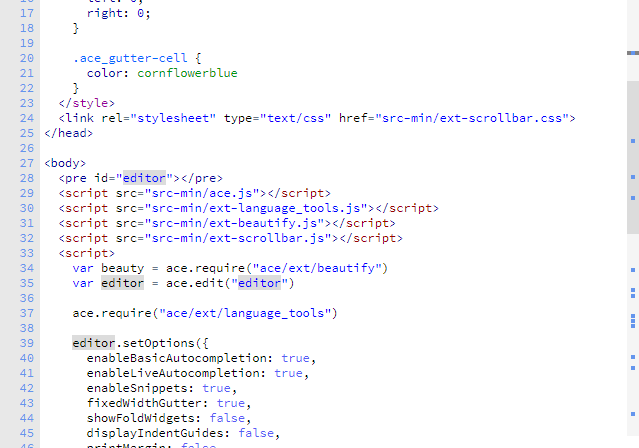 17 right: 0;
18 }
19
20 .ace_gutter-cell {
21 color: cornflowerblue
22 }
23 </style>
24 <link rel="stylesheet" type="text/css" href="src-min/ext-scrollbar.css">
25 </head>
26
27 <body>
28 <pre id="editor"></pre>
29 <script src="src-min/ace.js"></script>
30 <script src="src-min/ext-language_tools.js"></script>
31 <script src="src-min/ext-beautify.js"></script>
32 <script src="src-min/ext-scrollbar.js"></script>
33 <script>
34 var beauty = ace.require("ace/ext/beautify")
35 var editor = ace.edit("editor")
36
37 ace.require("ace/ext/language_tools")
38
39 editor.setOptions({
40 enableBasicAutocompletion: true,
41 enableLiveAutocompletion: true,
42 enableSnippets: true,
43 fixedWidthGutter: true,
44 showFoldWidgets: false,
45 displayIndentGuides: false,